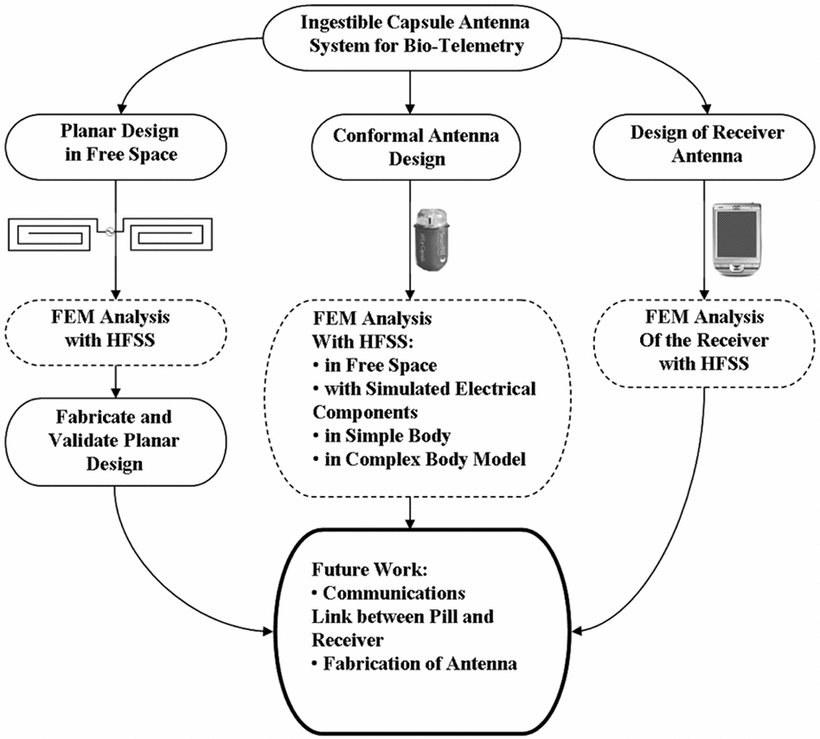 Ingestible Capsule Antenna
System for Bio-Telemetry
Planar Design
in Free Space
Conformal Antenna
Design
Design of Receiver
Antenna
FEM Analysis
with HFSS
FEM Analysis
With HFSS:
• in Free Space
• with Simulated Electrical
Components
• in Simple Body
• in Complex Body Model
FEM Analysis
Of the Receiver
with HFSS
Fabricate and
Validate Planar
Design
Future Work:
• Communications
Link between Pill and
Receiver
• Fabrication of Antenna